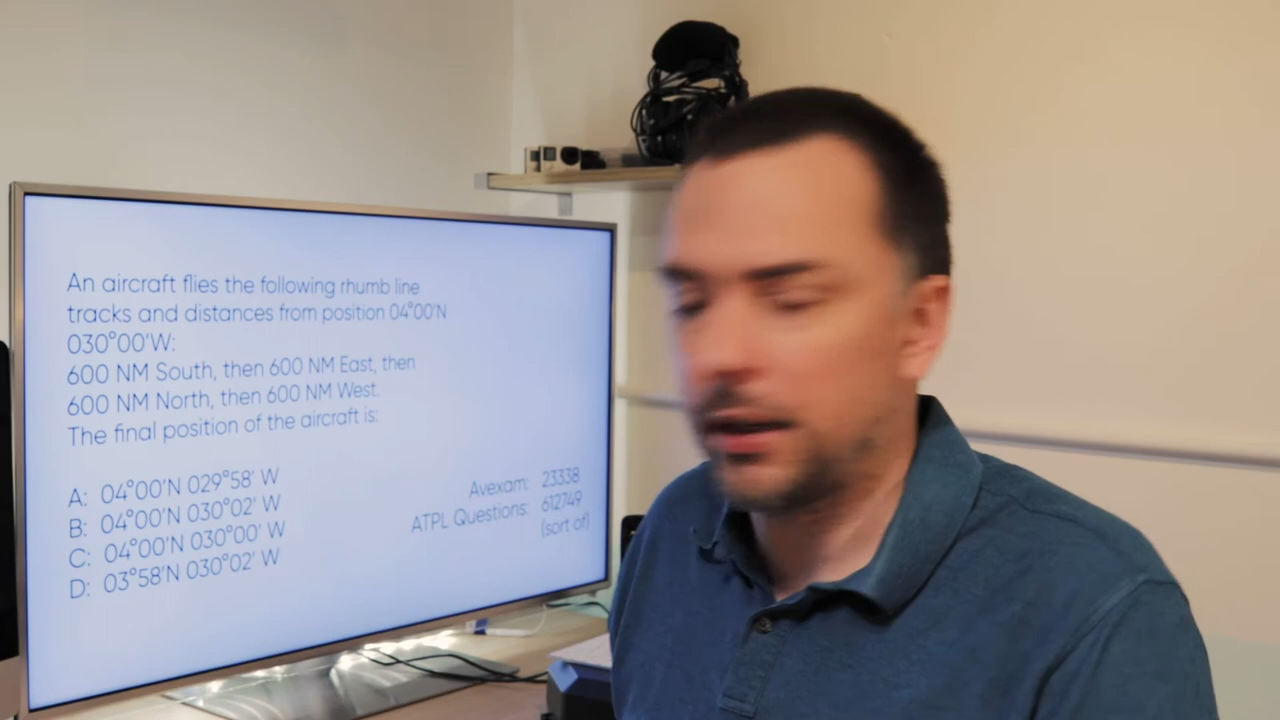 An aircraft flies the following rhumb line
tracks and distances from position 04°00'N
030°00'W:
600 NM South, then 600 NM East, then
600 NM North, then 600 NM West.
The final position of the aircraft is:
A: 04°00'N 029°58' W
B: 04°00'N 030°02' W
C: 04°00'N 030°00' W
D: 03°58'N 030°02' W
Avexam: 23338
ATPL Questions: 612749
(sort of)